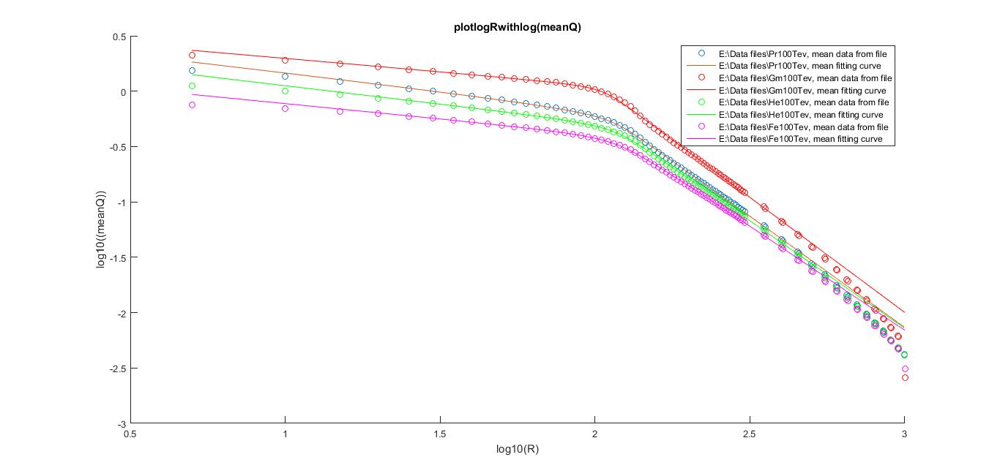 plotlogRwithlog(meanQ)
0.5
0
-0.5
-1
-1.5
-2
-2.5
-3
log10((meanQ))
E:\Data files\Pr100Tev, mean data from file
E:\Data files\Pr100Tev, mean fitting curve
E:\Data files\Gm100Tev, mean data from file
E:\Data files\Gm100Tev, mean fitting curve
E:\Data files\He100Tev, mean data from file
E:\Data files\He100Tev, mean fitting curve
E:\Data files\Fe100Tev, mean data from file
E:\Data files\Fe100Tev, mean fitting curve
0.5 1 1.5 2 2.5 3
log10(R)